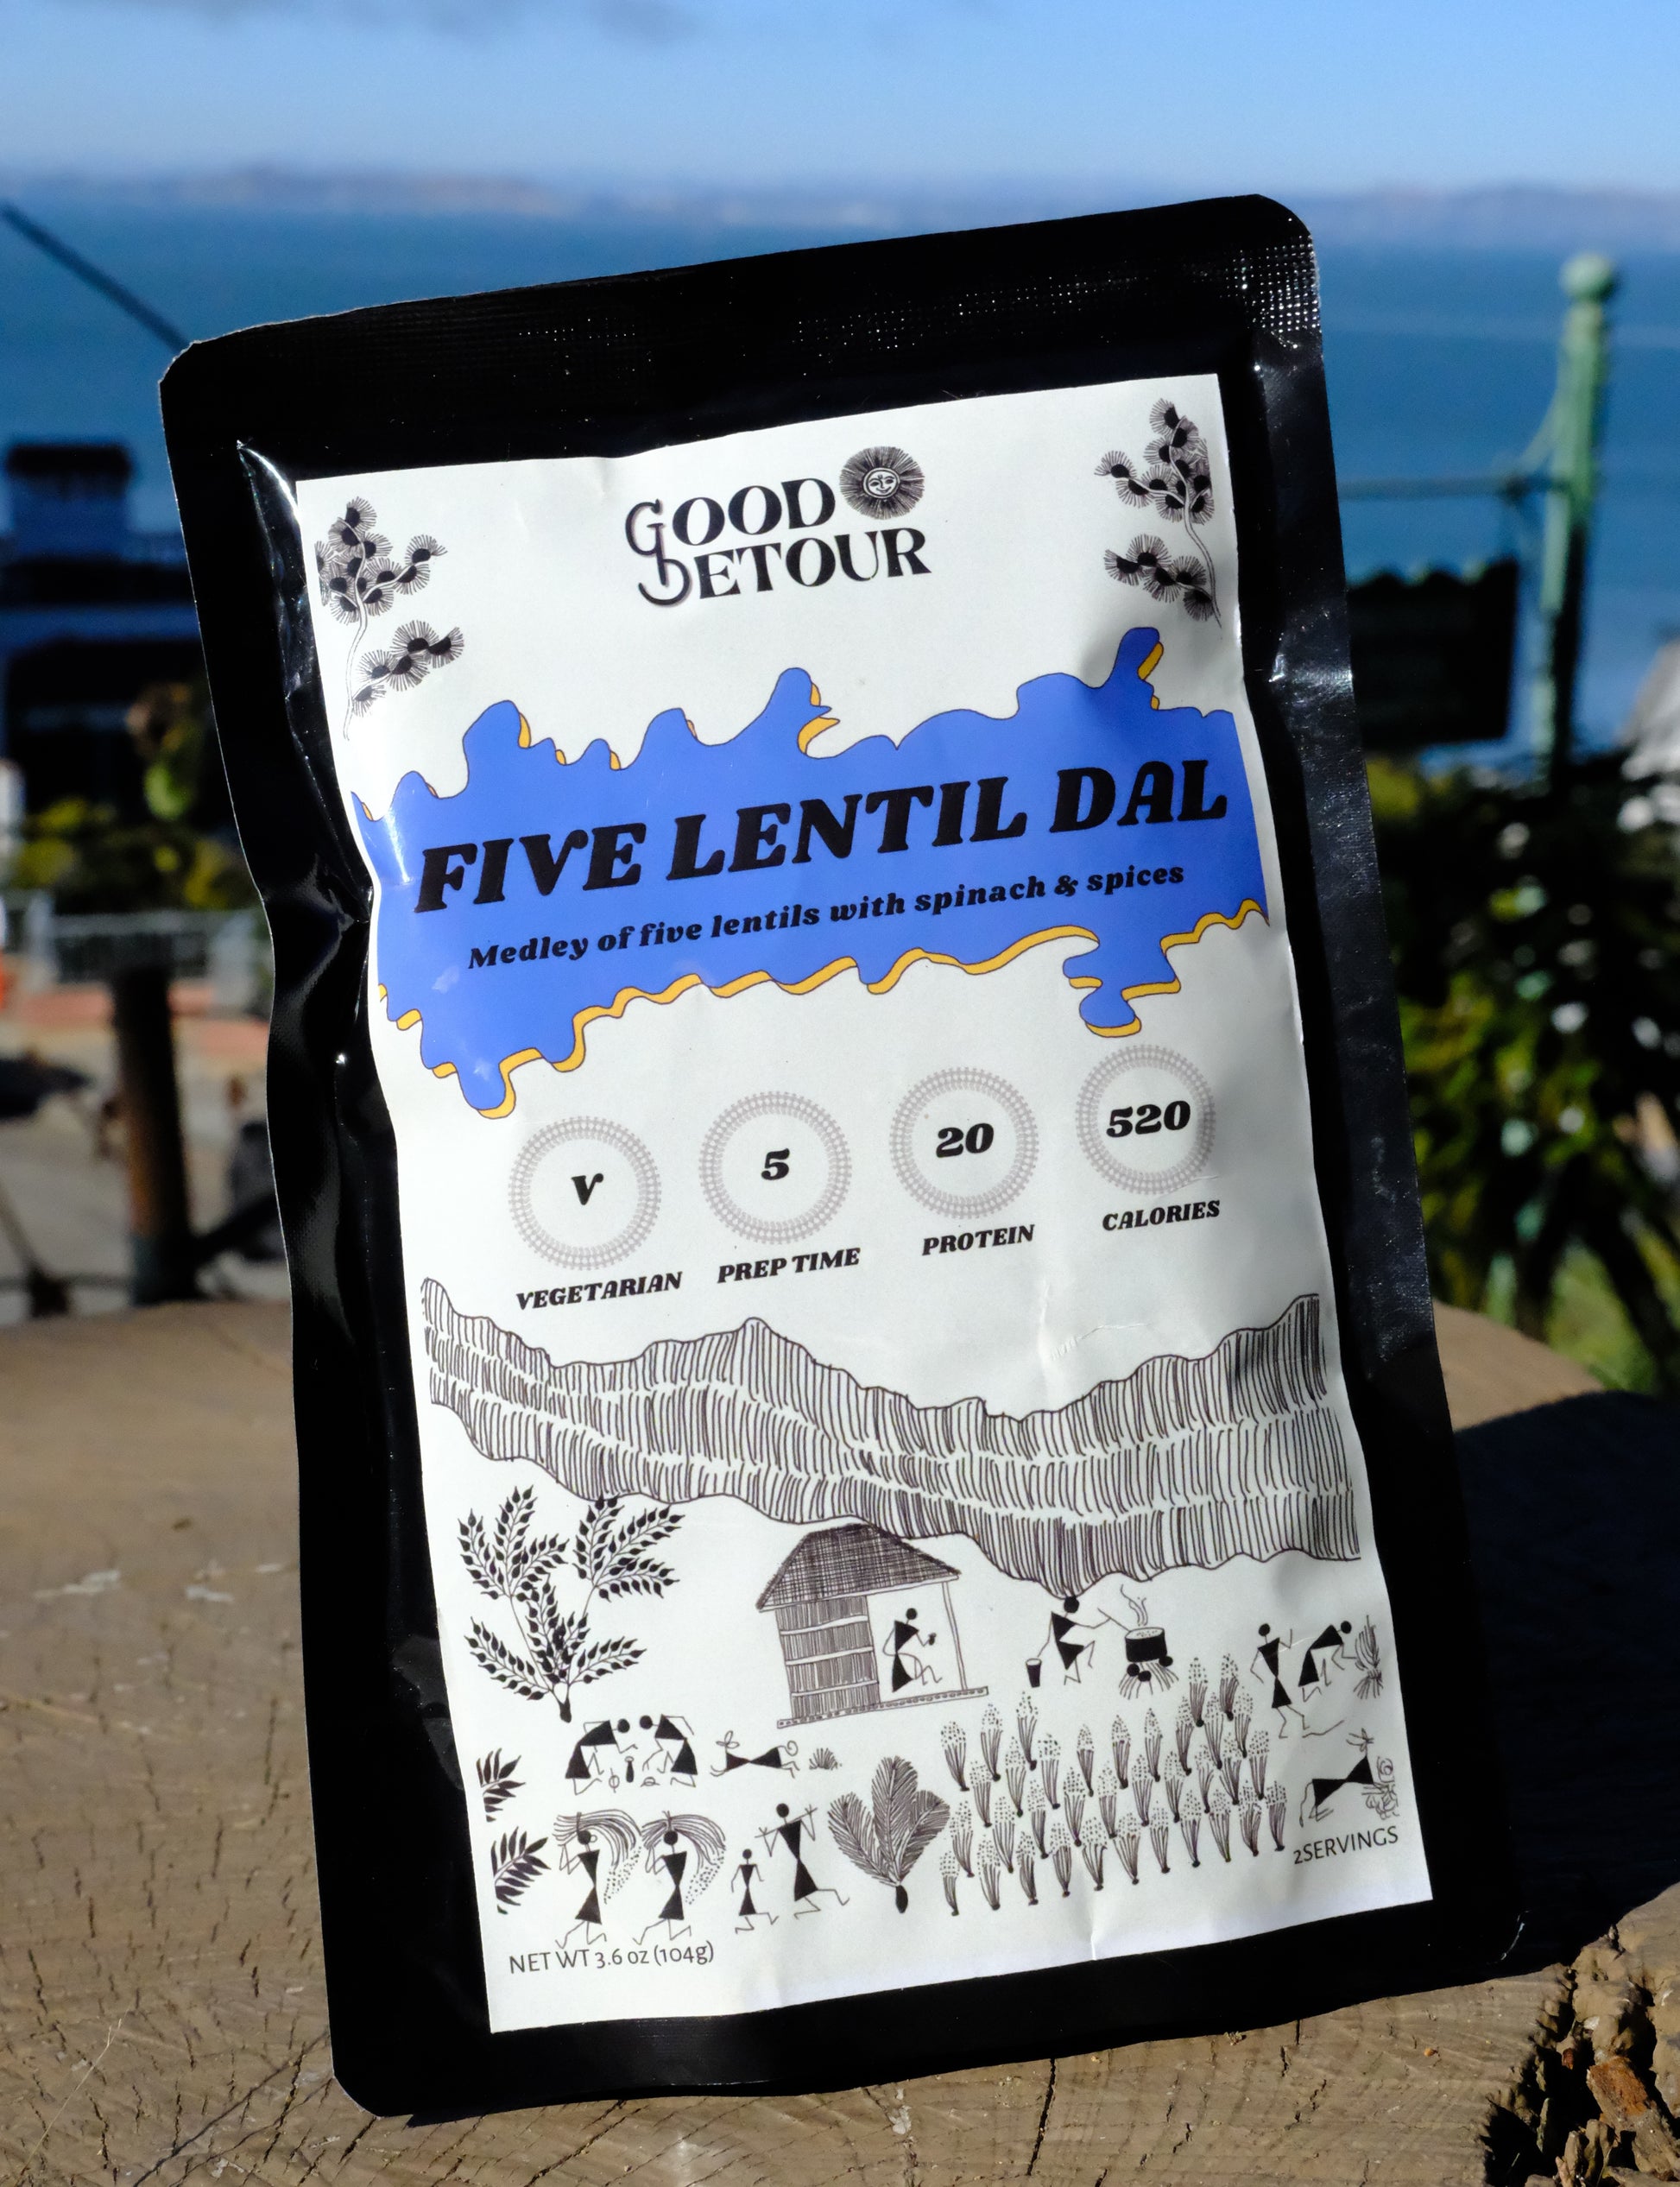 GOOD
DETOUR
FIVE LENTIL DAL
Medley of five lentils with spinach & spices
V
VEGETARIAN
5
PREP TIME
20
PROTEIN
520
CALORIES
2SERVINGS
NET WT 3.6 oz (104g)